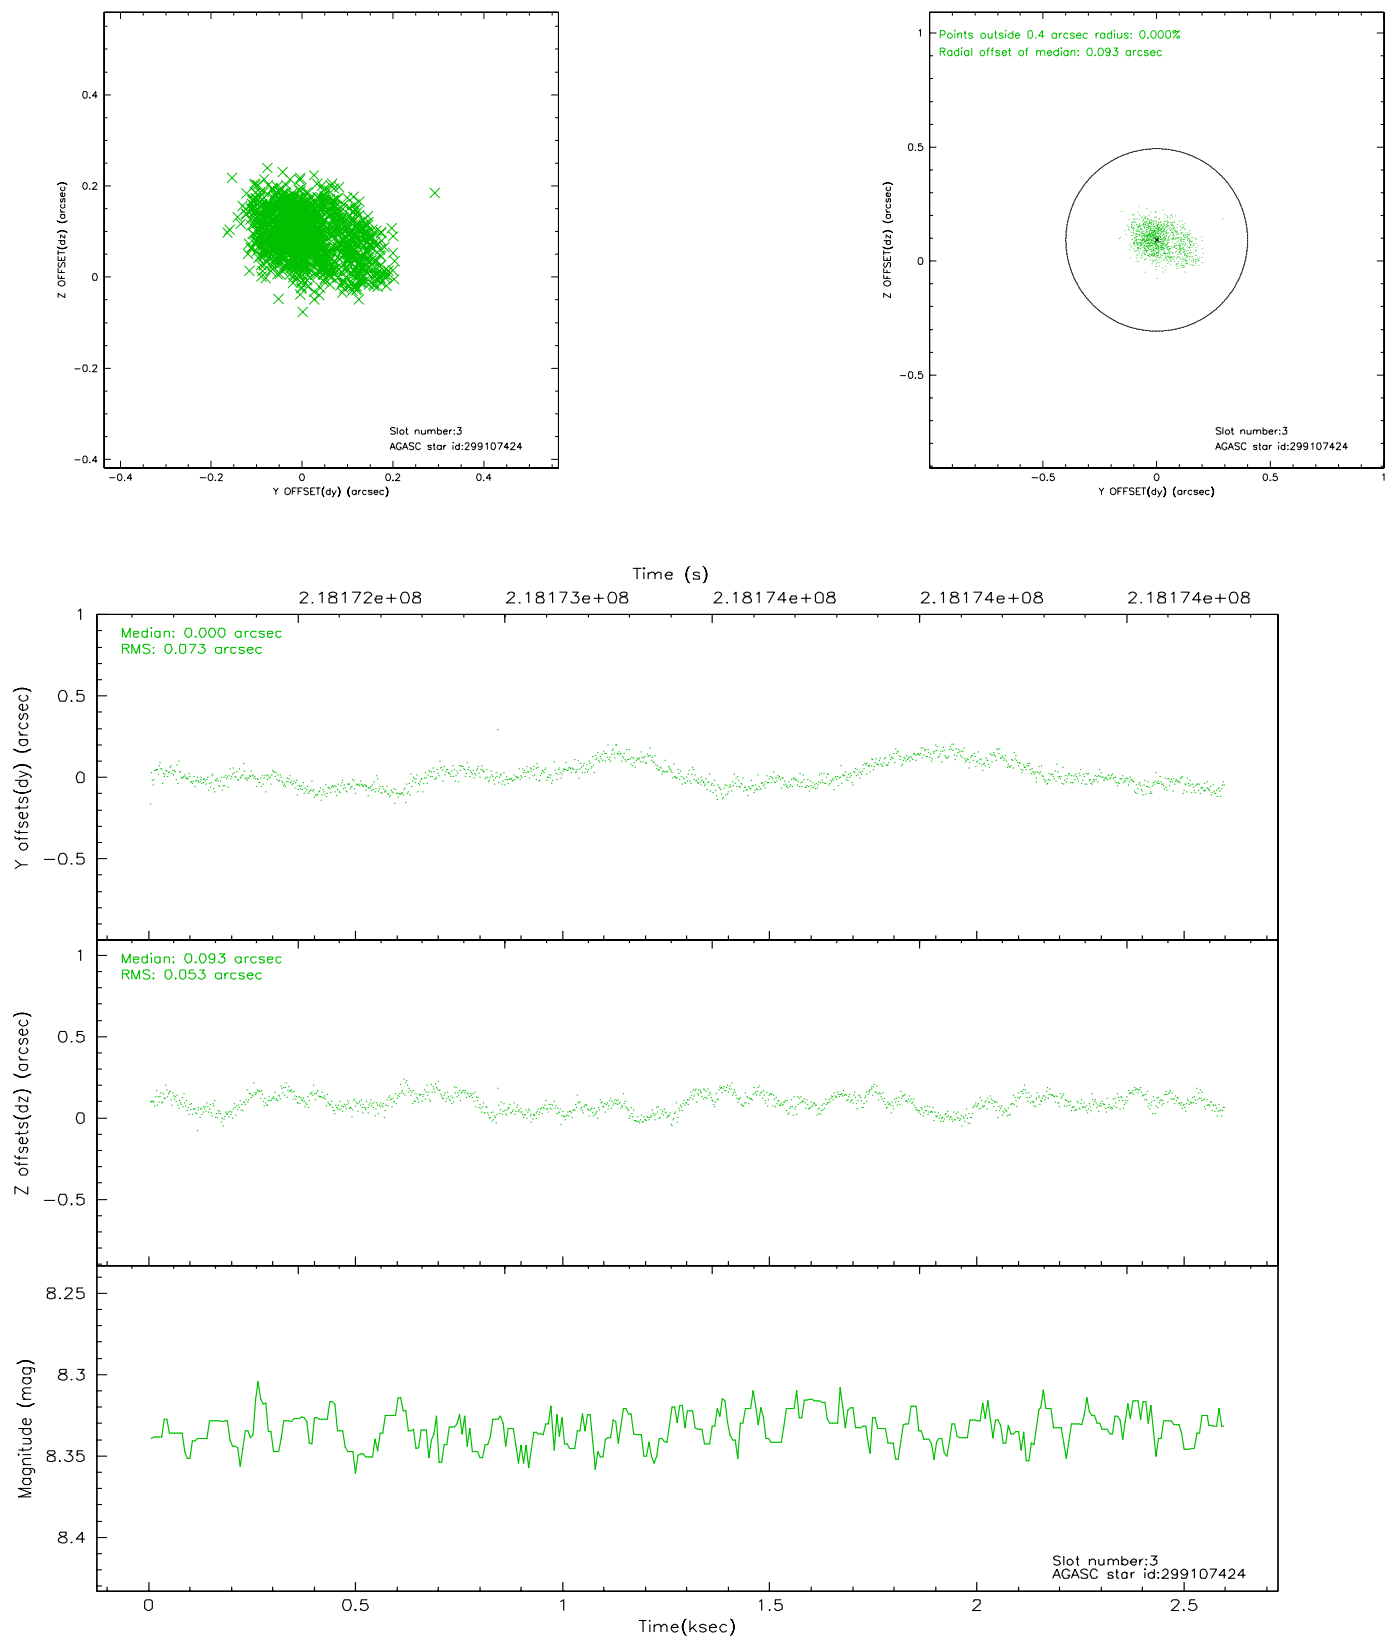 0.4
0.2
0
−0.2
−0.4
Z OFFSET(dz) (arcsec)
−0.4 −0.2 0 0.2 0.4
Y OFFSET(dy) (arcsec)
Slot number:3
AGASC star id:299107424
Points outside 0.4 arcsec radius: 0.000%
Radial offset of median: 0.093 arcsec
1
0.5
0
−0.5
Z OFFSET(dz) (arcsec)
−0.5 0 0.5 1
Y OFFSET(dy) (arcsec)
Slot number:3
AGASC star id:299107424
Time (s)
2.18172e+08 2.18173e+08 2.18174e+08 2.18174e+08 2.18174e+08
Median: 0.000 arcsec
RMS: 0.073 arcsec
1
0.5
0
−0.5
Y offsets(dy) (arcsec)
Median: 0.093 arcsec
RMS: 0.053 arcsec
1
0.5
0
−0.5
Z offsets(dz) (arcsec)
8.25
8.3
8.35
8.4
Magnitude (mag)
Slot number:3
AGASC star id:299107424
0 0.5 1 1.5 2 2.5
Time(ksec)